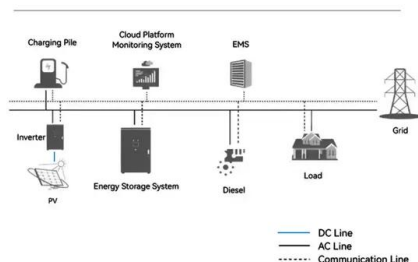 Charging Pile
Cloud Platform
Monitoring System
EMS
Grid
Inverter
PV
Energy Storage System
Diesel
Load
DC Line
AC Line
Communication Line